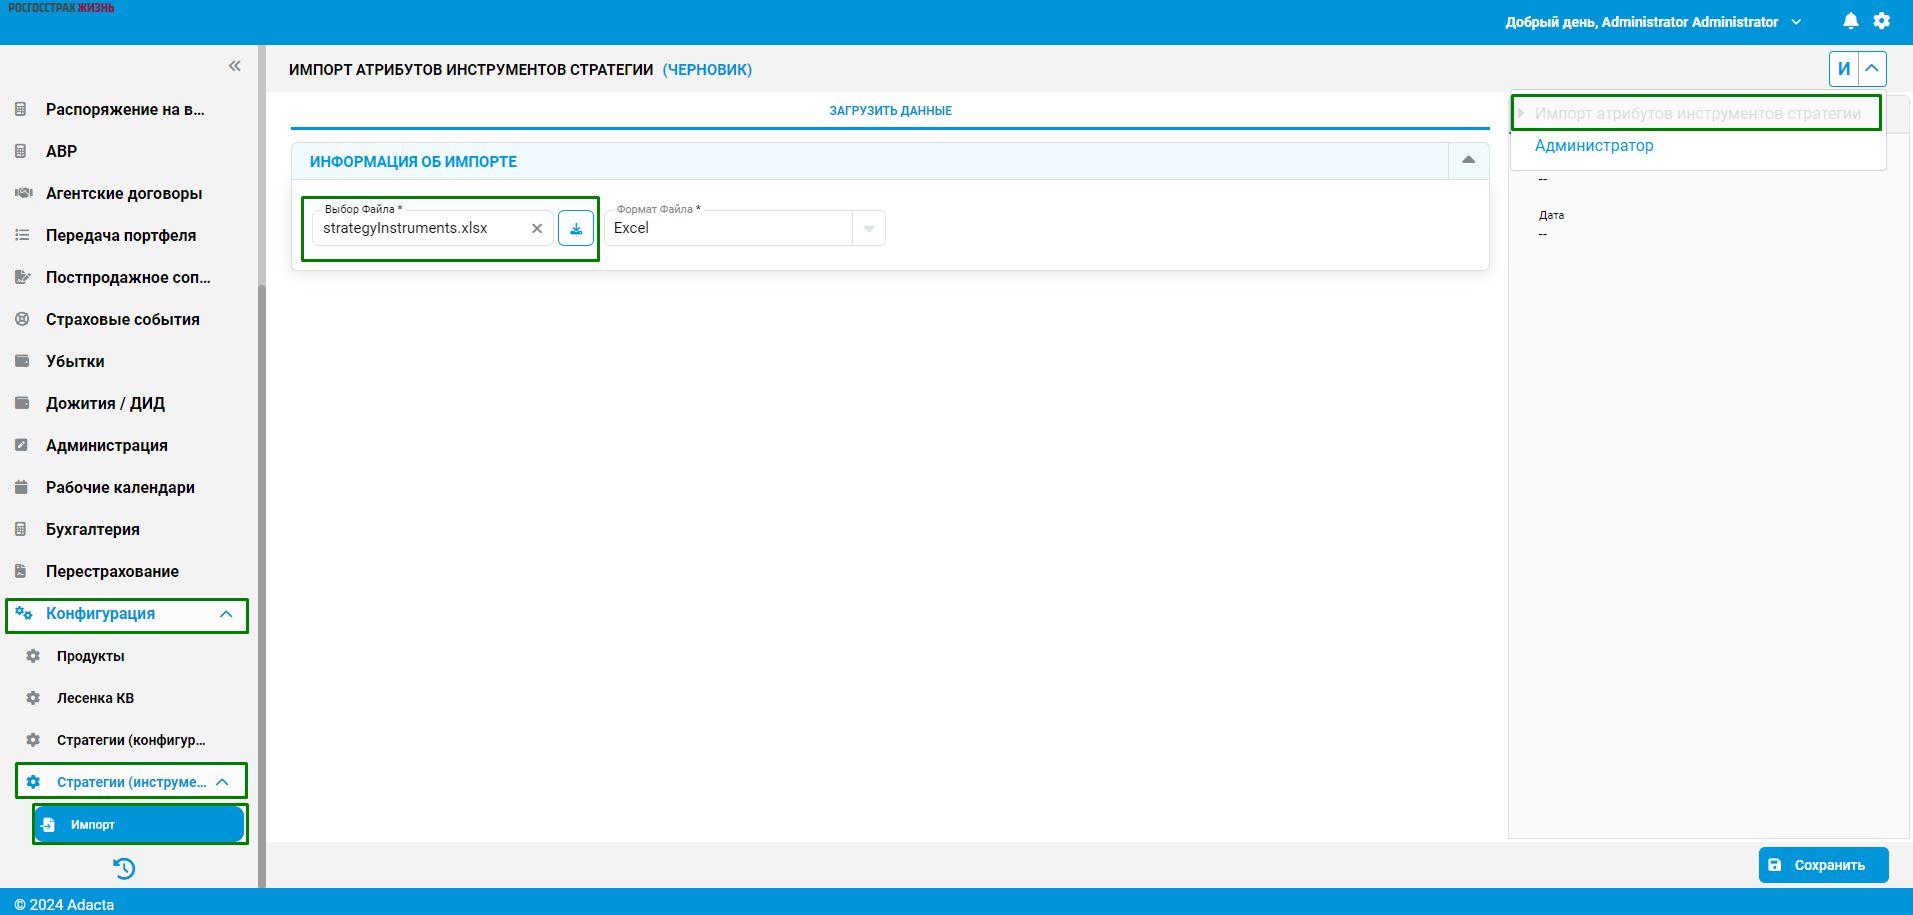 РОСГОССТРАХ ЖИЗНЬ
Добрый день, Administrator Administrator
Распоряжение на в...
АВР
Агентские договоры
Передача портфеля
Постпродажное соп...
Страховые события
Убытки
Дожития / ДИД
Администрация
Рабочие календари
Бухгалтерия
Перестрахование
Конфигурация
Продукты
Лесенка КВ
Стратегии (конфигур...
Стратегии (инструме...
Импорт
ИМПОРТ АТРИБУТОВ ИНСТРУМЕНТОВ СТРАТЕГИИ (ЧЕРНОВИК)
И
ЗАГРУЗИТЬ ДАННЫЕ
ИНФОРМАЦИЯ ОБ ИМПОРТЕ
Выбор Файла *
strategyInstruments.xlsx
Формат Файла *
Excel
Импорт атрибутов инструментов стратегии
Администратор
--
Дата
--
Сохранить
© 2024 Adacta